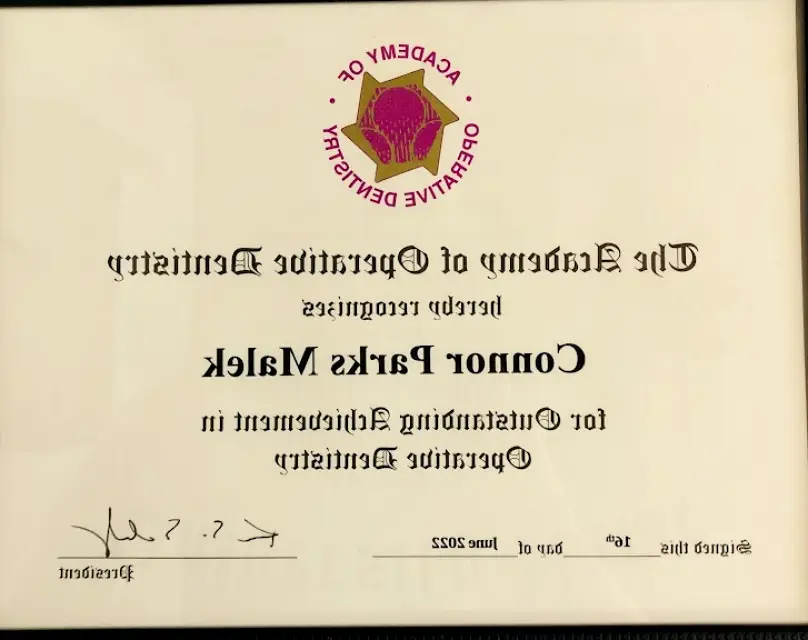 ACADEMY OF
OPERATIVE DENTISTRY
The Academy of Operative Dentistry
hereby recognizes
Connor Parks Malek
for Outstanding Achievement in
Operative Dentistry
Signed this 16th day of June 2022
President